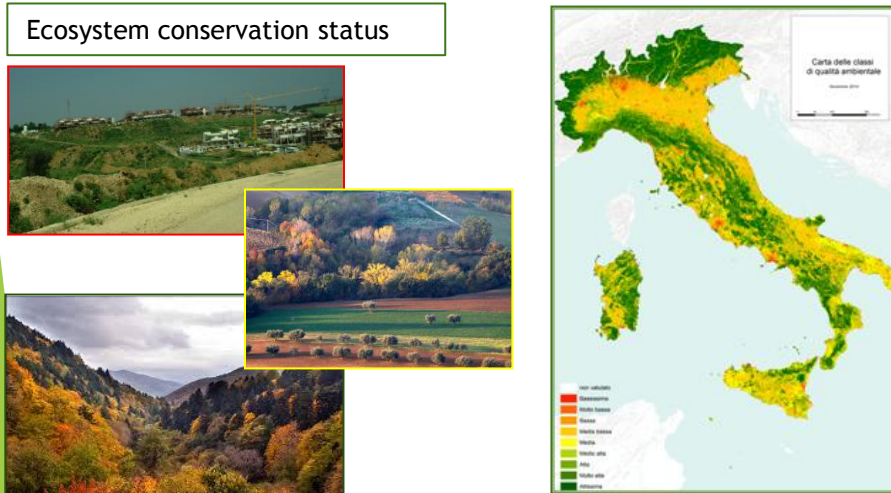 Ecosystem conservation status
Carta delle classi
di qualità ambientale
non valutato
Bassissima
Molto bassa
Bassa
Medio bassa
Media
Medio alta
Alta
Molto alta
Altissima